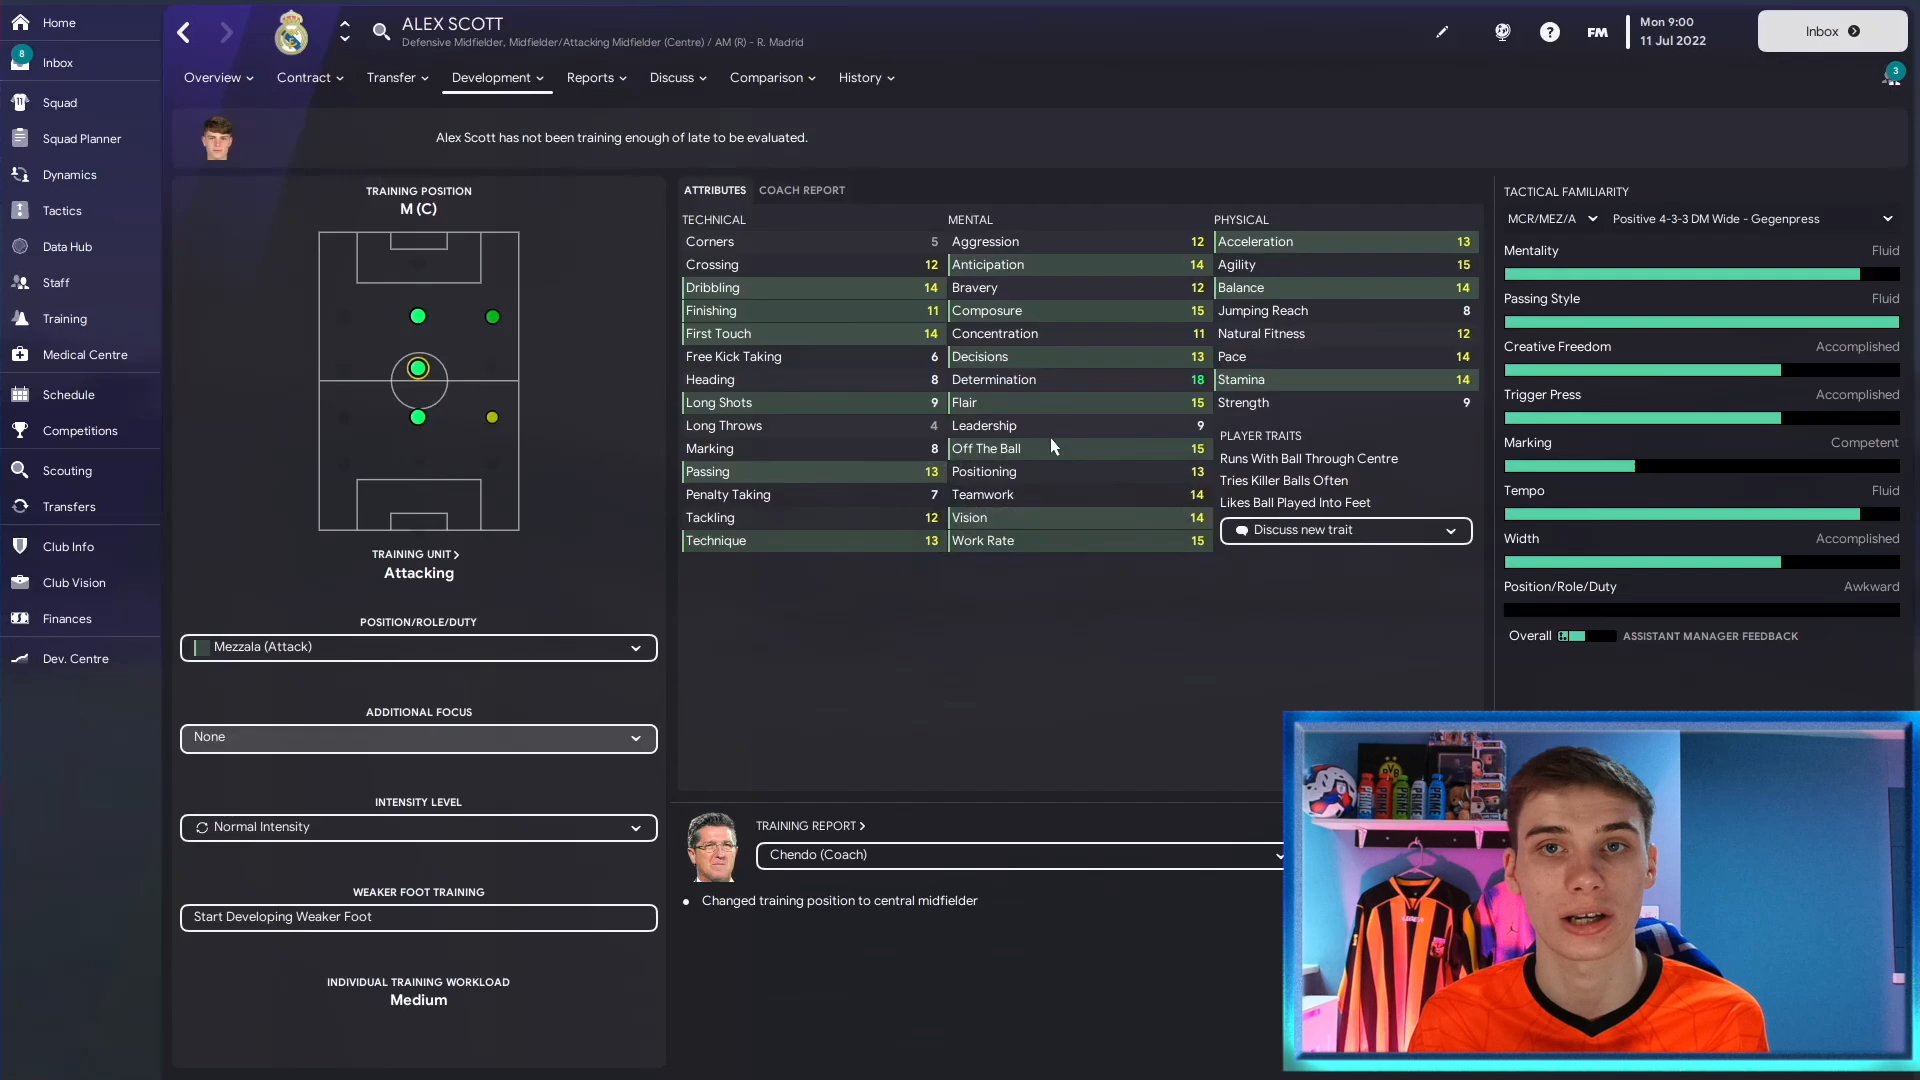 Home
8
Inbox
Squad
Squad Planner
Dynamics
Tactics
Data Hub
Staff
Training
Medical Centre
Schedule
Competitions
Scouting
Transfers
Club Info
Club Vision
Finances
Dev. Centre
ALEX SCOTT
Defensive Midfielder, Midfielder/Attacking Midfielder (Centre) / AM (R) - R. Madrid
? FM
Mon 9:00
11 Jul 2022
Inbox
Overview Contract Transfer Development Reports Discuss Comparison History
3
Alex Scott has not been training enough of late to be evaluated.
TRAINING POSITION
M (C)
TRAINING UNIT
Attacking
POSITION/ROLE/DUTY
Mezzala (Attack)
ADDITIONAL FOCUS
None
INTENSITY LEVEL
Normal Intensity
WEAKER FOOT TRAINING
Start Developing Weaker Foot
INDIVIDUAL TRAINING WORKLOAD
Medium
ATTRIBUTES COACH REPORT
TECHNICAL
Corners 5
Crossing 12
Dribbling 14
Finishing 11
First Touch 14
Free Kick Taking 6
Heading 8
Long Shots 9
Long Throws 4
Marking 8
Passing 13
Penalty Taking 7
Tackling 12
Technique 13
MENTAL
Aggression 12
Anticipation 14
Bravery 12
Composure 15
Concentration 11
Decisions 13
Determination 18
Flair 15
Leadership 9
Off The Ball 15
Positioning 13
Teamwork 14
Vision 14
Work Rate 15
PHYSICAL
Acceleration 13
Agility 15
Balance 14
Jumping Reach 8
Natural Fitness 12
Pace 14
Stamina 14
Strength 9
PLAYER TRAITS
Runs With Ball Through Centre
Tries Killer Balls Often
Likes Ball Played Into Feet
Discuss new trait
TRAINING REPORT
Chendo (Coach)
Changed training position to central midfielder
TACTICAL FAMILIARITY
MCR/MEZ/A Positive 4-3-3 DM Wide - Gegenpress
Mentality Fluid
Passing Style Fluid
Creative Freedom Accomplished
Trigger Press Accomplished
Marking Competent
Tempo Fluid
Width Accomplished
Position/Role/Duty Awkward
Overall ASSISTANT MANAGER FEEDBACK
BVB
PRIME
PRIME
PRIME
PRIME